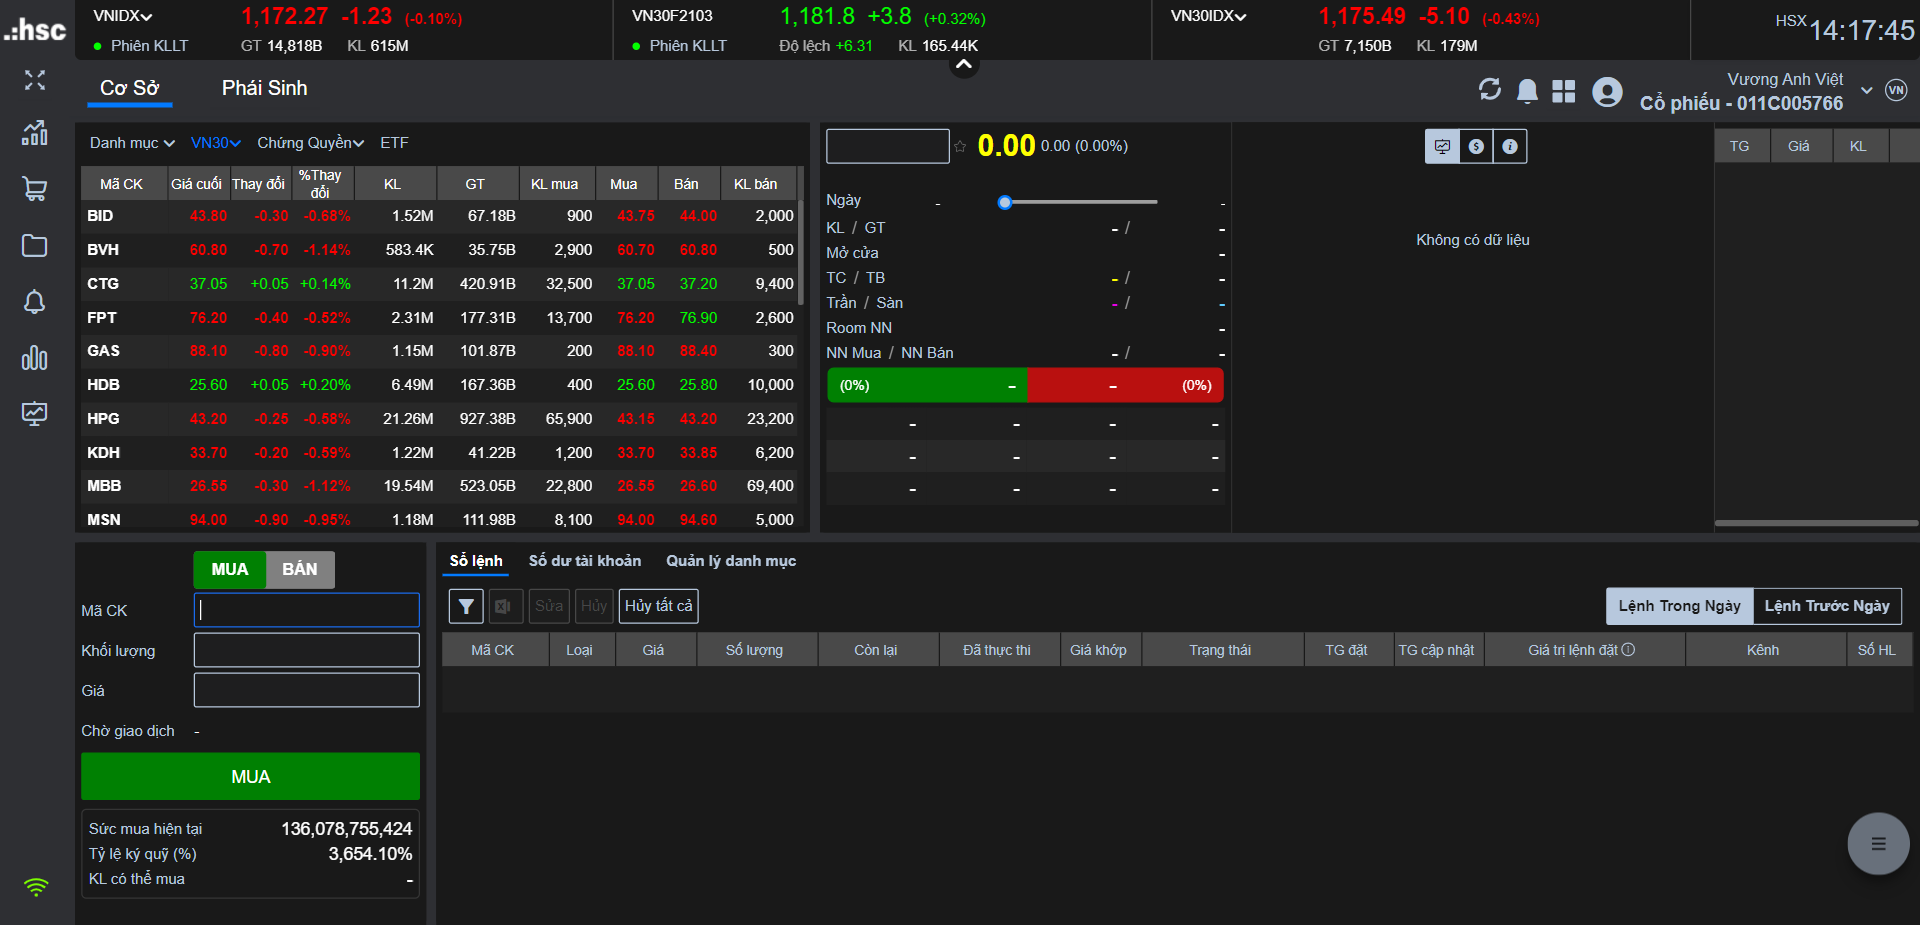 .:hsc
VNIDX 1,172.27 -1.23 (-0.10%)
Phiên KLLT GT 14,818B KL 615M
VN30F2103 1,181.8 +3.8 (+0.32%)
Phiên KLLT Độ lệch +6.31 KL 165.44K
VN30IDX 1,175.49 -5.10 (-0.43%)
GT 7,150B KL 179M
HSX 14:17:45
Cơ Sở Phái Sinh
Vương Anh Việt
Cổ phiếu - 011C005766
VN
Danh mục VN30 Chứng Quyền ETF
Mã CK Giá cuối Thay đổi %Thay đổi KL GT KL mua Mua Bán KL bán
BID 43.80 -0.30 -0.68% 1.52M 67.18B 900 43.75 44.00 2,000
BVH 60.80 -0.70 -1.14% 583.4K 35.75B 2,900 60.70 60.80 500
CTG 37.05 +0.05 +0.14% 11.2M 420.91B 32,500 37.05 37.20 9,400
FPT 76.20 -0.40 -0.52% 2.31M 177.31B 13,700 76.20 76.90 2,600
GAS 88.10 -0.80 -0.90% 1.15M 101.87B 200 88.10 88.40 300
HDB 25.60 +0.05 +0.20% 6.49M 167.36B 400 25.60 25.80 10,000
HPG 43.20 -0.25 -0.58% 21.26M 927.38B 65,900 43.15 43.20 23,200
KDH 33.70 -0.20 -0.59% 1.22M 41.22B 1,200 33.70 33.85 6,200
MBB 26.55 -0.30 -1.12% 19.54M 523.05B 22,800 26.55 26.60 69,400
MSN 94.00 -0.90 -0.95% 1.18M 111.98B 8,100 94.00 94.60 5,000
0.00 0.00 (0.00%)
Ngày - -
KL / GT - / -
Mở cửa -
TC / TB - / -
Trần / Sàn - / -
Room NN -
NN Mua / NN Bán - / -
(0%) - - (0%)
- - - -
- - - -
- - - -
Không có dữ liệu
TG Giá KL
MUA BÁN
Mã CK
Khối lượng
Giá
Chờ giao dịch -
MUA
Sức mua hiện tại 136,078,755,424
Tỷ lệ ký quỹ (%) 3,654.10%
KL có thể mua -
Sổ lệnh Số dư tài khoản Quản lý danh mục
Sửa Hủy Hủy tất cả
Lệnh Trong Ngày Lệnh Trước Ngày
Mã CK Loại Giá Số lượng Còn lại Đã thực thi Giá khớp Trạng thái TG đặt TG cập nhật Giá trị lệnh đặt Kênh Số HL